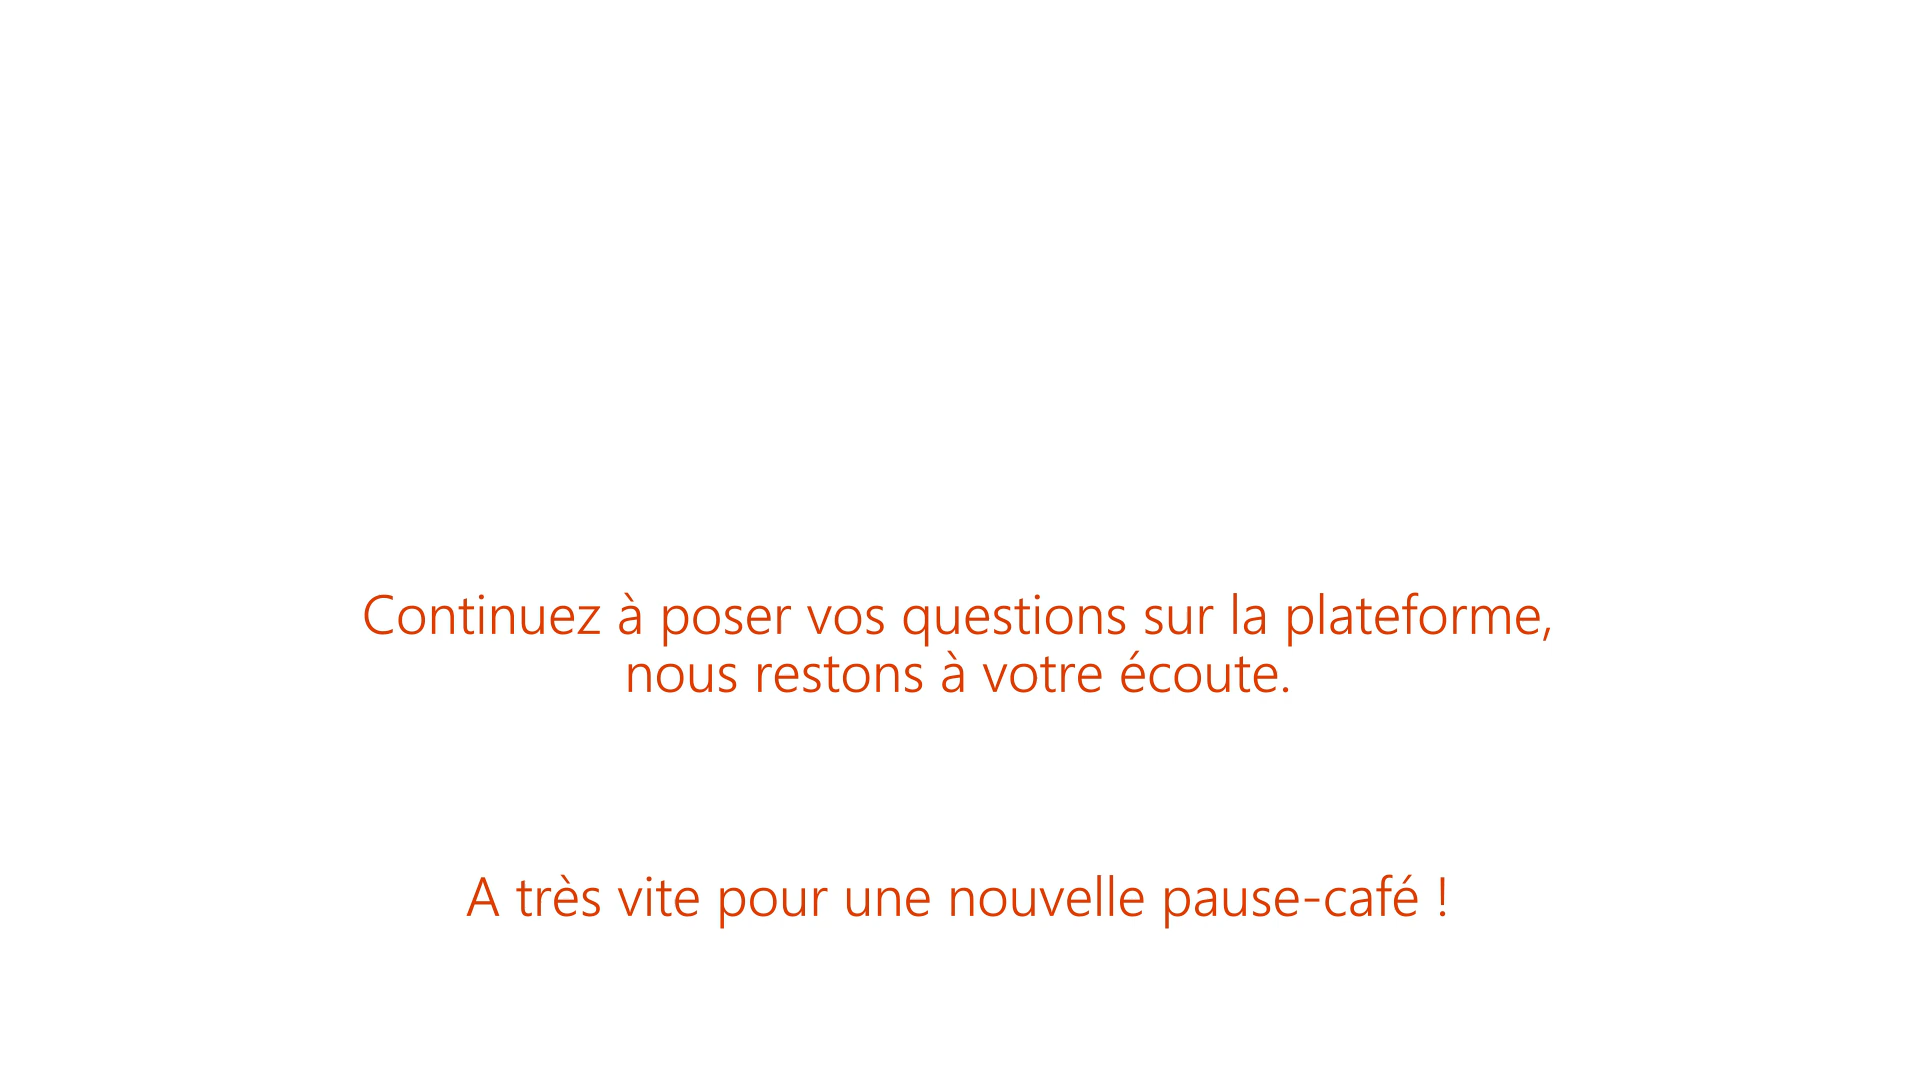 Continuez à poser vos questions sur la plateforme,
nous restons à votre écoute.
A très vite pour une nouvelle pause-café !